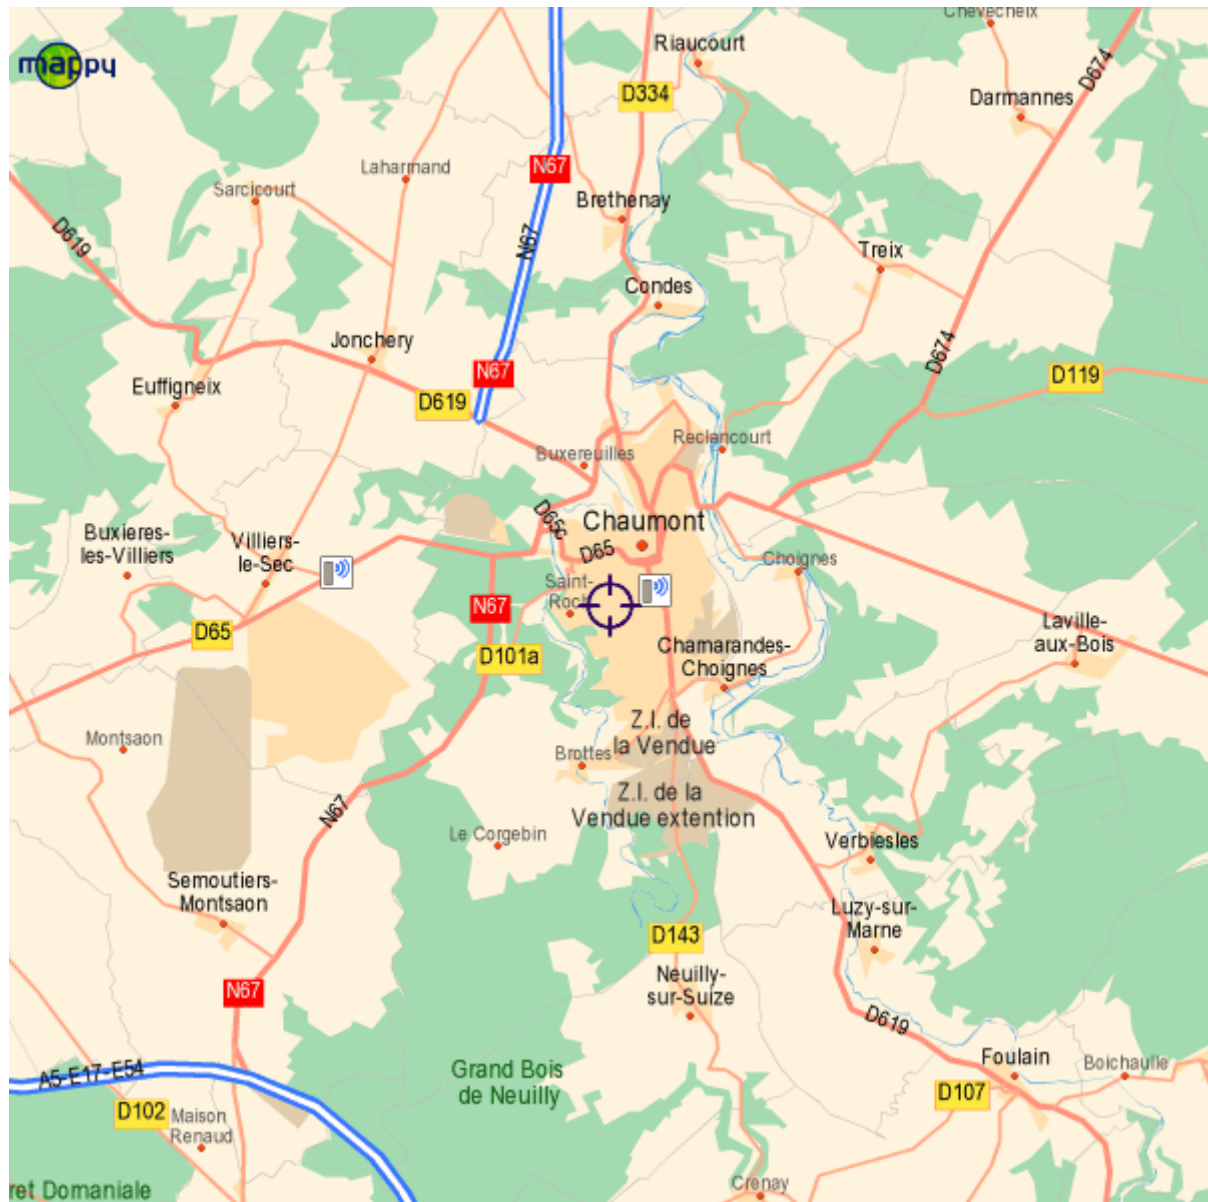 Chevecheix
Riaucourt
mappy
D674
D334
Darmannes
N67
Laharmand
Sarcicourt
Brethenay
D619
N67
Treix
Condes
Jonchery
D674
N67
D119
Euffigneix
D619
Reclancourt
Buxereuilles
D65c
Chaumont
Buxieres-
les-Villiers
Villiers-
le-Sec
D65
Choignes
Saint-
Roch
N67
Laville-
aux-Bois
D65
D101a
Chamarandes-
Choignes
Z.I. de
la Vendue
Montsaon
Brottes
Z.I. de la
Vendue extention
N67
Le Corgebin
Verbiesles
Semoutiers-
Montsaon
Luzy-sur-
Marne
D143
N67
Neuilly-
sur-Suize
D619
Foulain
Boichaulle
A5-E17-E54
Grand Bois
de Neuilly
D107
D102
Maison
Renaud
Crenay
ret Domaniale